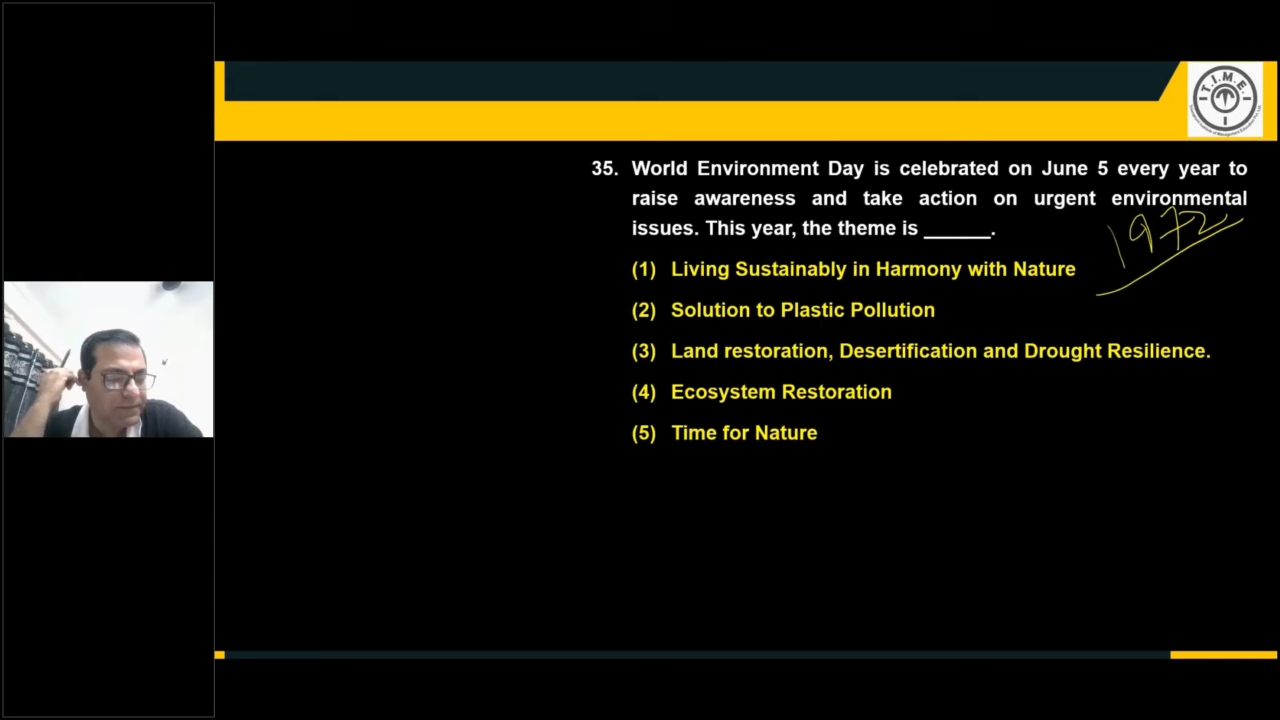 T.I.M.E.
35. World Environment Day is celebrated on June 5 every year to
raise awareness and take action on urgent environmental
issues. This year, the theme is ______.
1972
(1) Living Sustainably in Harmony with Nature
(2) Solution to Plastic Pollution
(3) Land restoration, Desertification and Drought Resilience.
(4) Ecosystem Restoration
(5) Time for Nature